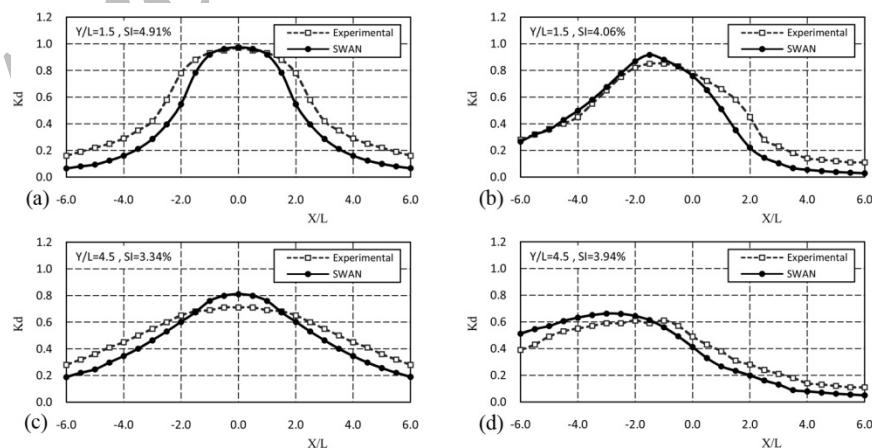 Y/L=1.5 , SI=4.91%
Experimental
SWAN
1.2
1.0
0.8
0.6
0.4
0.2
0.0
Kd
-6.0 -4.0 -2.0 0.0 2.0 4.0 6.0
X/L
(a)
Y/L=1.5 , SI=4.06%
Experimental
SWAN
1.2
1.0
0.8
0.6
0.4
0.2
0.0
Kd
-6.0 -4.0 -2.0 0.0 2.0 4.0 6.0
X/L
(b)
Y/L=4.5 , SI=3.34%
Experimental
SWAN
1.2
1.0
0.8
0.6
0.4
0.2
0.0
Kd
-6.0 -4.0 -2.0 0.0 2.0 4.0 6.0
X/L
(c)
Y/L=4.5 , SI=3.94%
Experimental
SWAN
1.2
1.0
0.8
0.6
0.4
0.2
0.0
Kd
-6.0 -4.0 -2.0 0.0 2.0 4.0 6.0
X/L
(d)